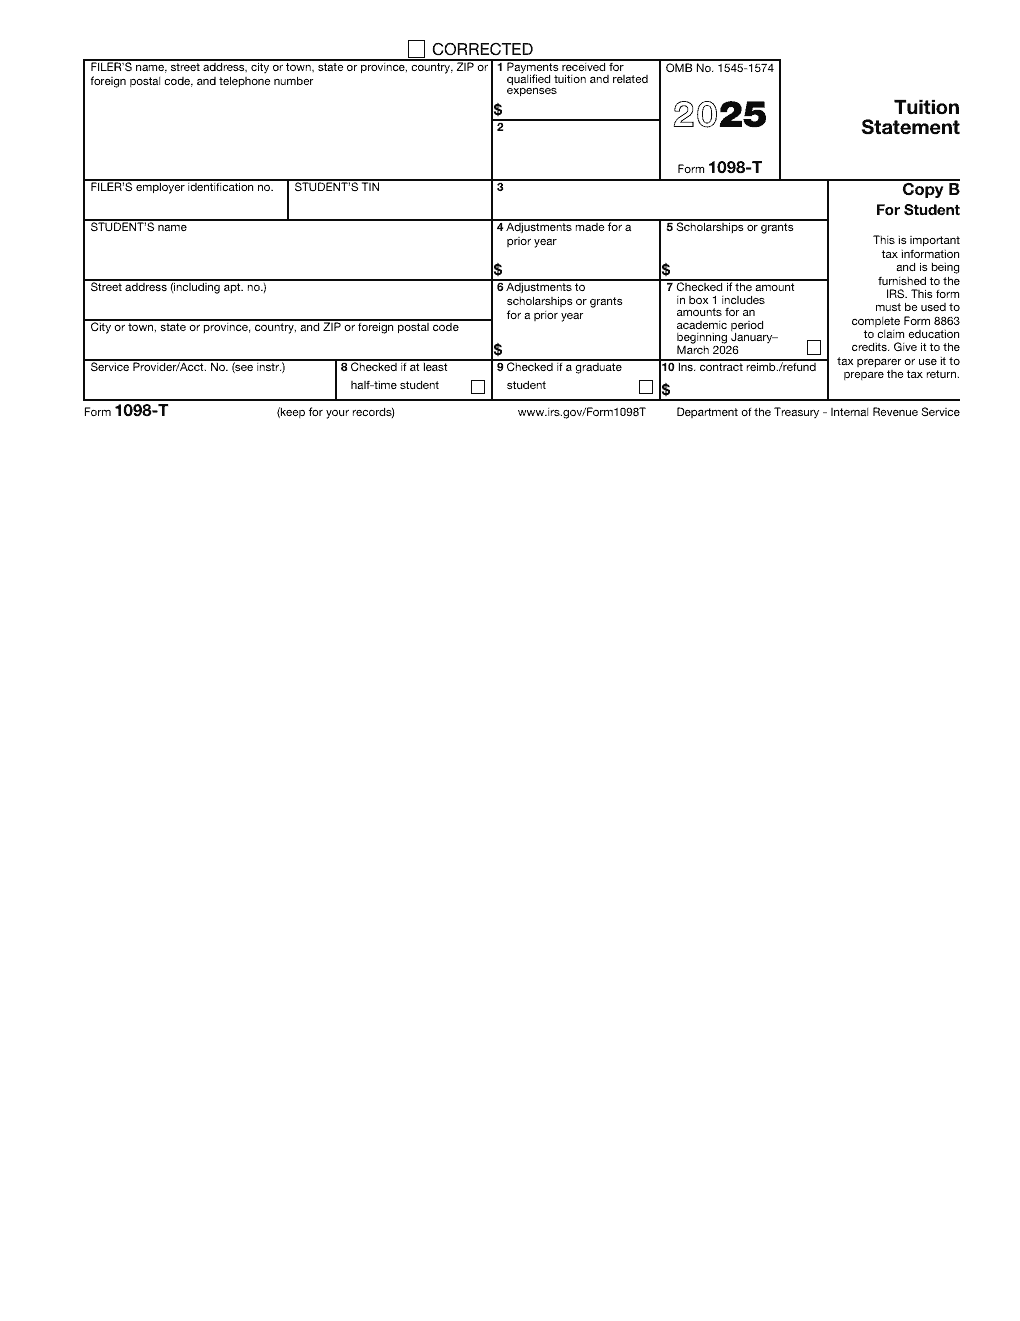 CORRECTED
FILER'S name, street address, city or town, state or province, country, ZIP or
foreign postal code, and telephone number
1 Payments received for
qualified tuition and related
expenses
$
2
OMB No. 1545-1574
2025
Form 1098-T
Tuition
Statement
FILER'S employer identification no.
STUDENT'S TIN
3
Copy B
For Student
This is important
tax information
and is being
furnished to the
IRS. This form
must be used to
complete Form 8863
to claim education
credits. Give it to the
tax preparer or use it to
prepare the tax return.
STUDENT'S name
4 Adjustments made for a
prior year
$
5 Scholarships or grants
$
Street address (including apt. no.)
City or town, state or province, country, and ZIP or foreign postal code
6 Adjustments to
scholarships or grants
for a prior year
$
7 Checked if the amount
in box 1 includes
amounts for an
academic period
beginning January–
March 2026
Service Provider/Acct. No. (see instr.)
8 Checked if at least
half-time student
9 Checked if a graduate
student
10 Ins. contract reimb./refund
$
Form 1098-T
(keep for your records)
www.irs.gov/Form1098T
Department of the Treasury - Internal Revenue Service